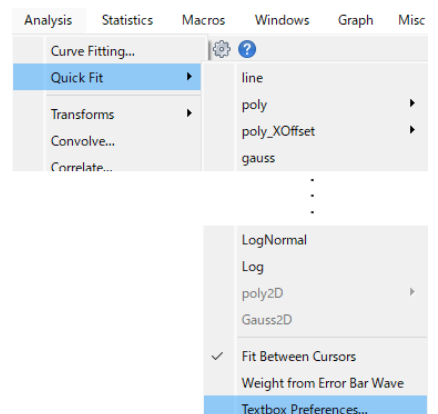 Analysis Statistics Macros Windows Graph Misc
Curve Fitting...
Quick Fit
Transforms
Convolve...
Correlate...
line
poly
poly_XOffset
gauss
LogNormal
Log
poly2D
Gauss2D
Fit Between Cursors
Weight from Error Bar Wave
Textbox Preferences...